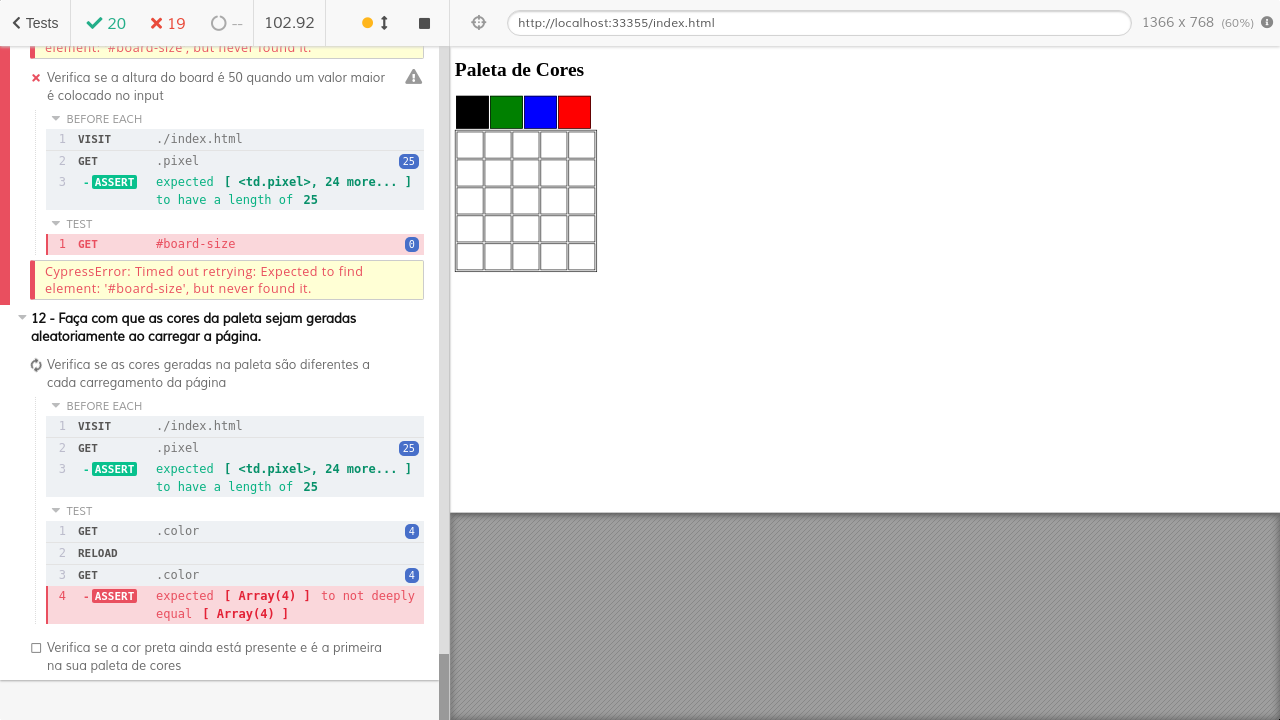 Tests
20
19
--
102.92
http://localhost:33355/index.html
1366 x 768 (60%)
element: '#board-size', but never found it.
Verifica se a altura do board é 50 quando um valor maior
é colocado no input
BEFORE EACH
1 VISIT ./index.html
2 GET .pixel 25
3 -ASSERT expected [ <td.pixel>, 24 more... ]
to have a length of 25
TEST
1 GET #board-size 0
CypressError: Timed out retrying: Expected to find
element: '#board-size', but never found it.
12 - Faça com que as cores da paleta sejam geradas
aleatoriamente ao carregar a página.
Verifica se as cores geradas na paleta são diferentes a
cada carregamento da página
BEFORE EACH
1 VISIT ./index.html
2 GET .pixel 25
3 -ASSERT expected [ <td.pixel>, 24 more... ]
to have a length of 25
TEST
1 GET .color 4
2 RELOAD
3 GET .color 4
4 -ASSERT expected [ Array(4) ] to not deeply
equal [ Array(4) ]
Verifica se a cor preta ainda está presente e é a primeira
na sua paleta de cores
Paleta de Cores